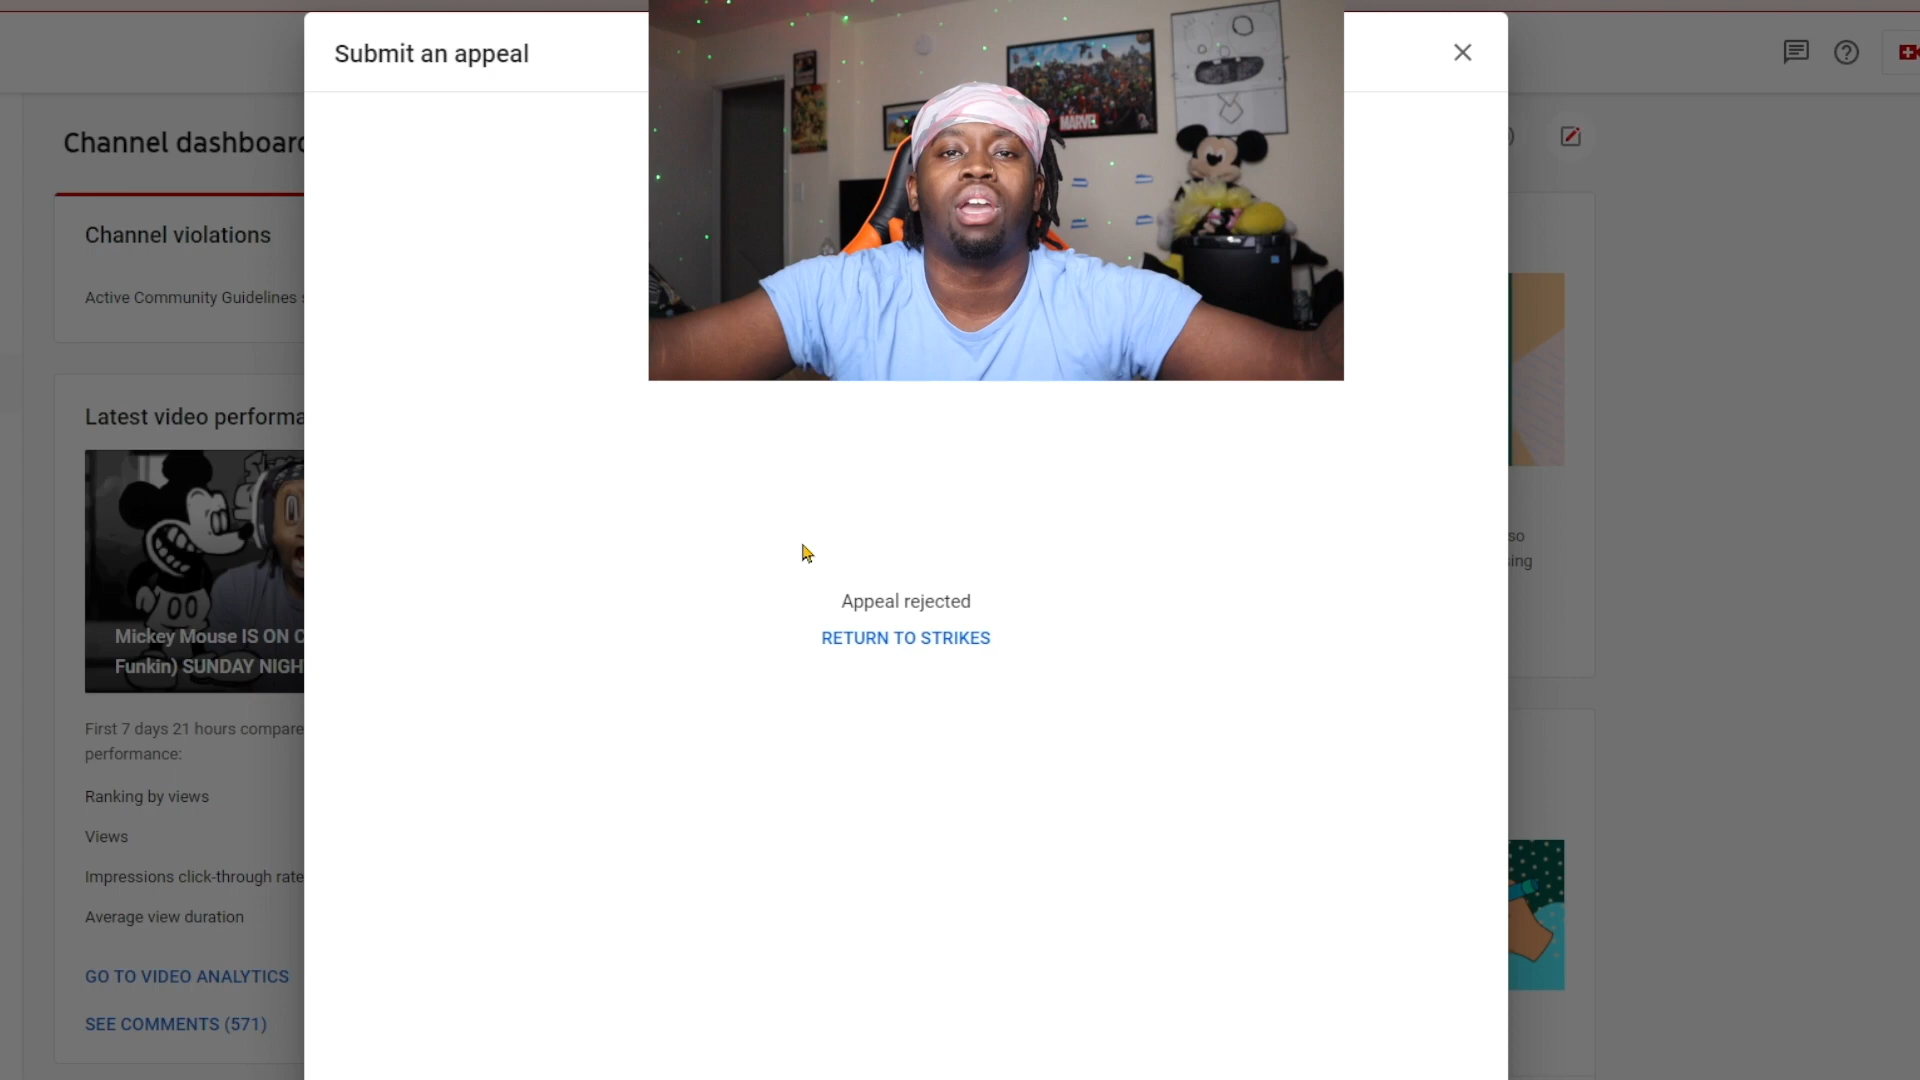 Submit an appeal
MARVEL
Channel dashboard
Channel violations
Active Community Guidelines s
Latest video performa
Mickey Mouse IS ON C
Funkin) SUNDAY NIGH
First 7 days 21 hours compare
performance:
Ranking by views
Views
Impressions click-through rate
Average view duration
GO TO VIDEO ANALYTICS
SEE COMMENTS (571)
Appeal rejected
RETURN TO STRIKES
so
ing